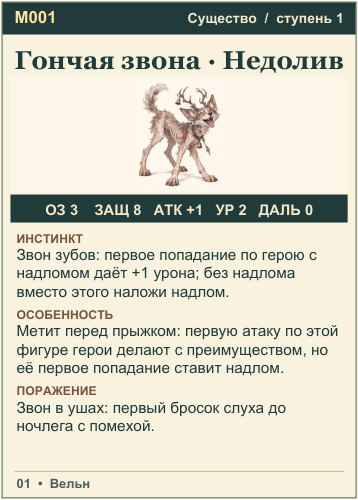 M001 Существо / ступень 1
Гончая звона · Недолив
ОЗ 3 ЗАЩ 8 АТК +1 УР 2 ДАЛЬ 0
ИНСТИНКТ
Звон зубов: первое попадание по герою с
надломом даёт +1 урона; без надлома
вместо этого наложи надлом.
ОСОБЕННОСТЬ
Метит перед прыжком: первую атаку по этой
фигуре герои делают с преимуществом, но
её первое попадание ставит надлом.
ПОРАЖЕНИЕ
Звон в ушах: первый бросок слуха до
ночлега с помехой.
01 • Вельн